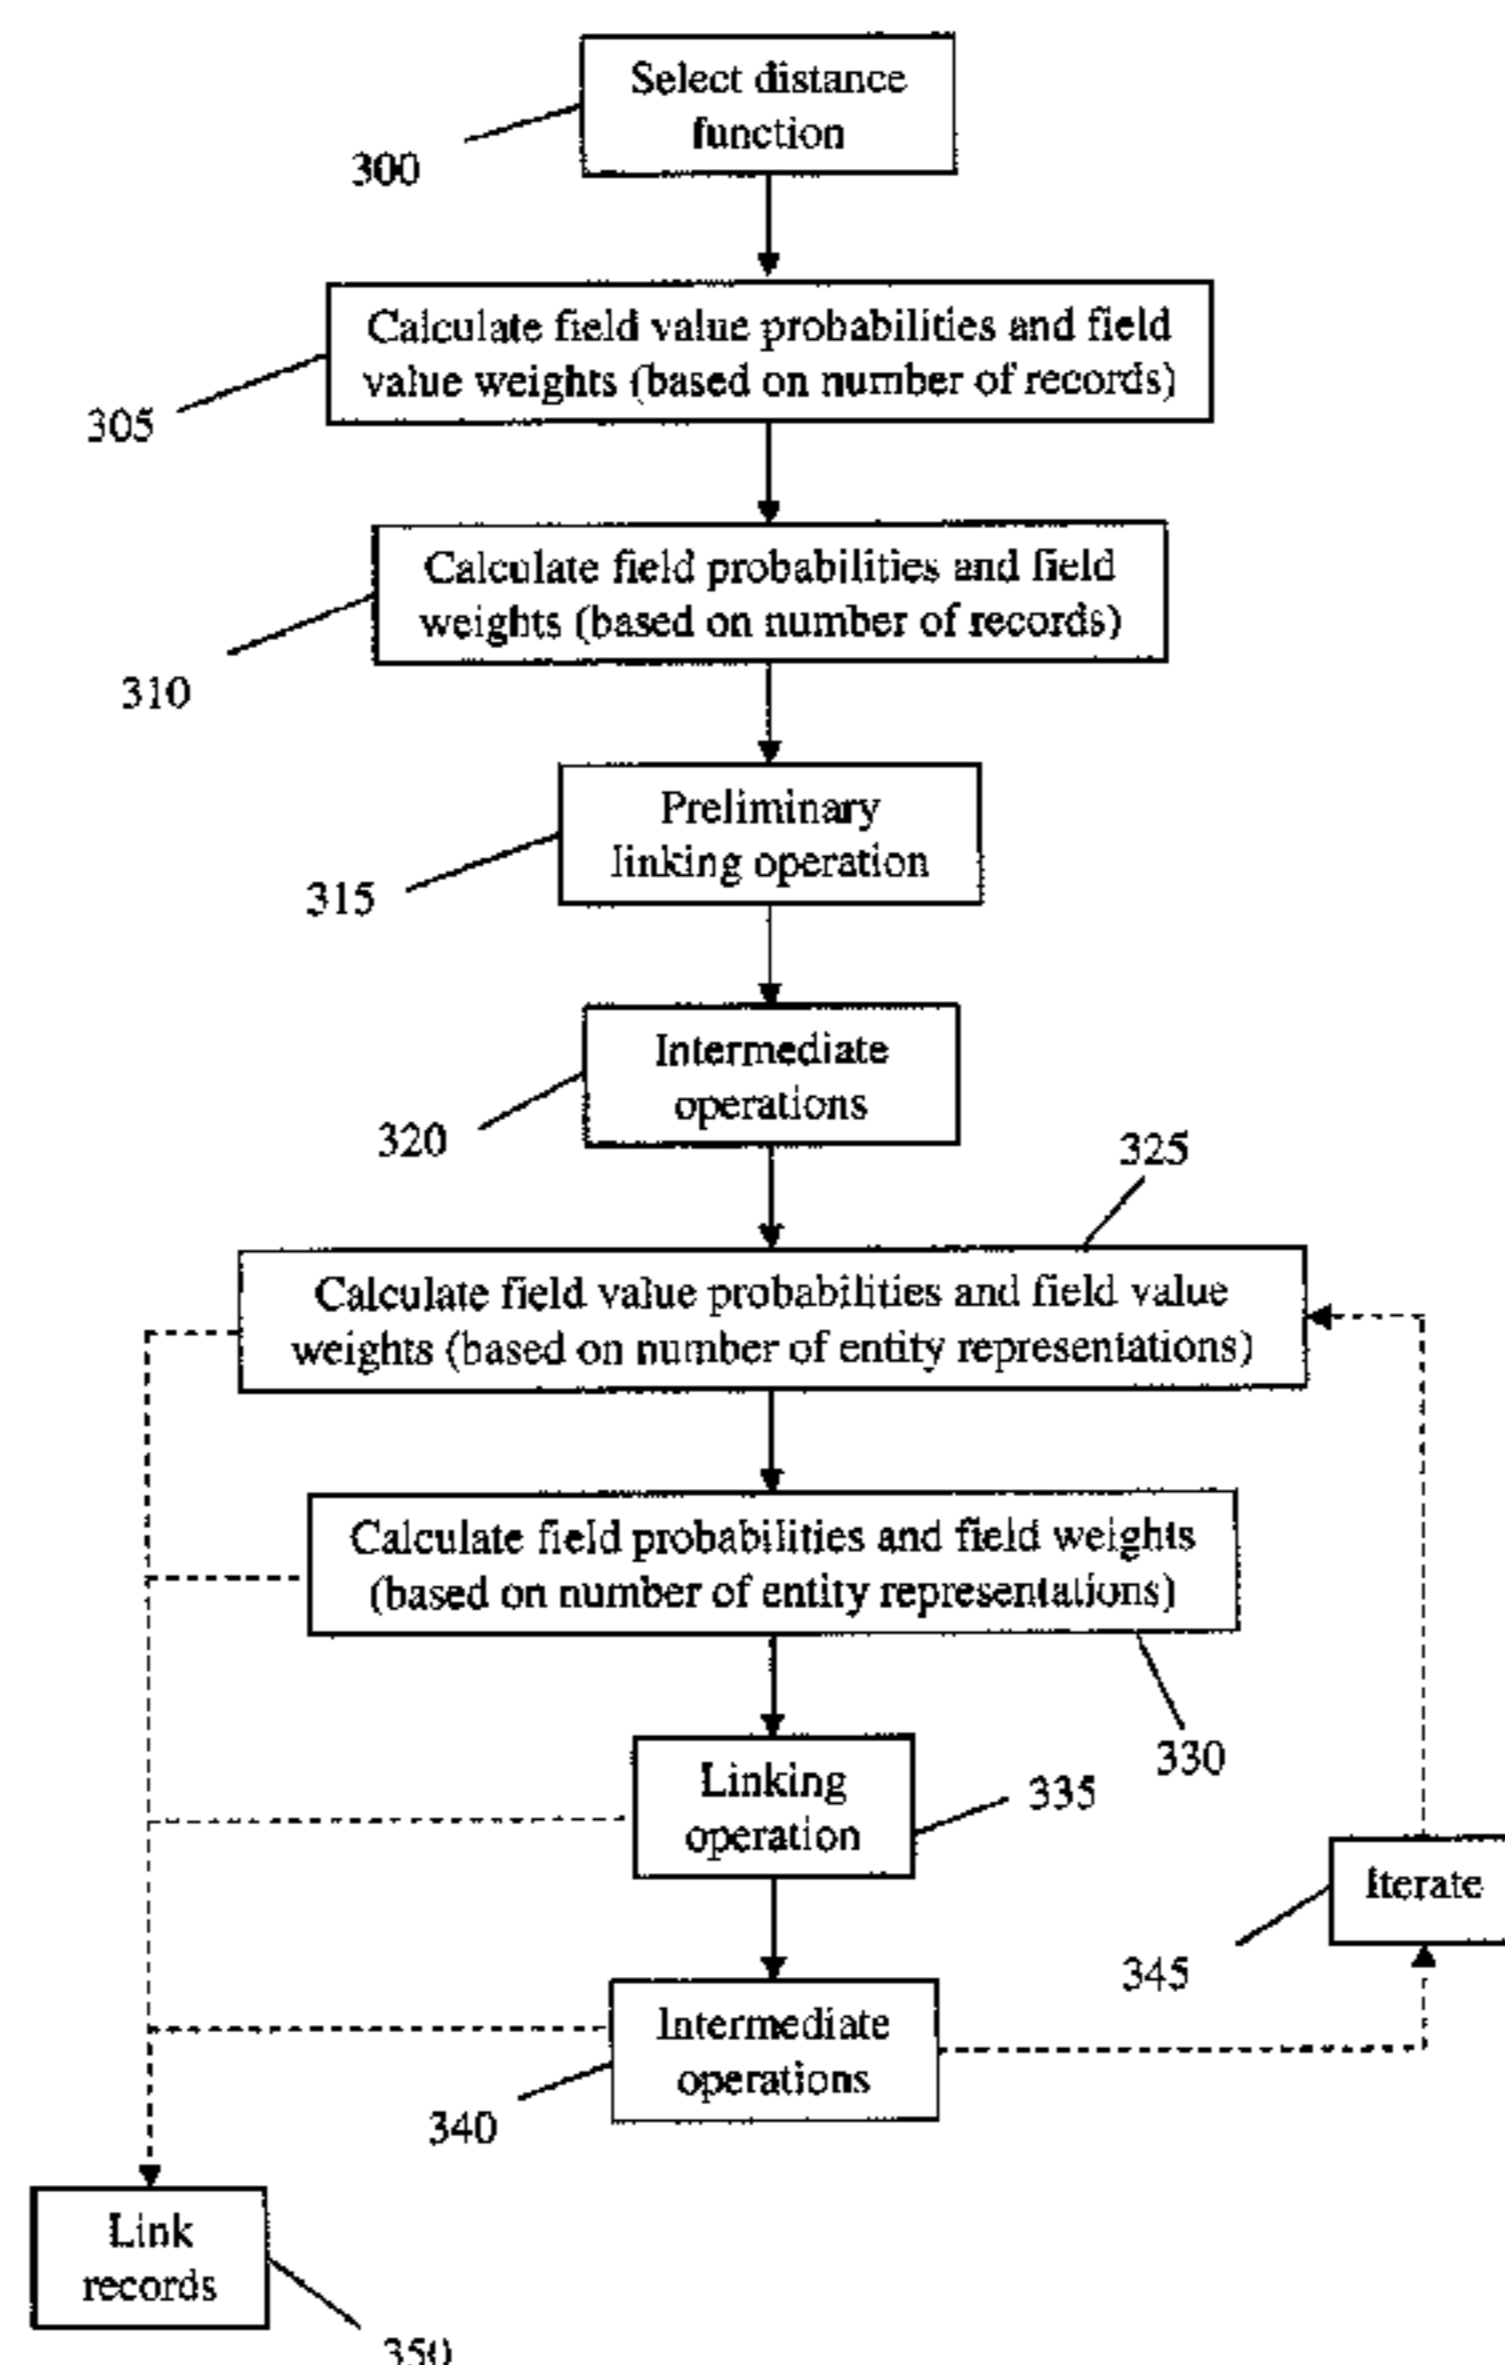 Select distance
function
300
Calculate field value probabilities and field
value weights (based on number of records)
305
Calculate field probabilities and field
weights (based on number of records)
310
Preliminary
linking operation
315
Intermediate
operations
320
325
Calculate field value probabilities and field value
weights (based on number of entity representations)
Calculate field probabilities and field weights
(based on number of entity representations)
330
Linking
operation
335
Iterate
345
Intermediate
operations
340
Link
records
350